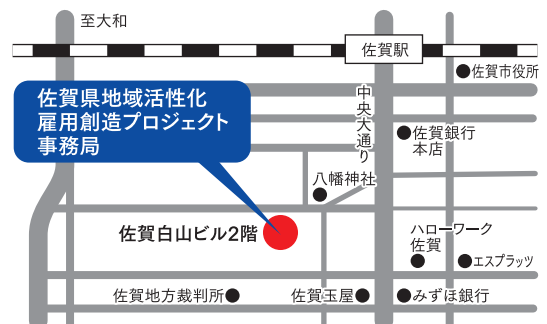 至大和
佐賀駅
佐賀市役所
佐賀県地域活性化
雇用創造プロジェクト
事務局
中央大通り
佐賀銀行
本店
八幡神社
佐賀白山ビル2階
ハローワーク
佐賀
エスプラッツ
佐賀地方裁判所
佐賀玉屋
みずほ銀行